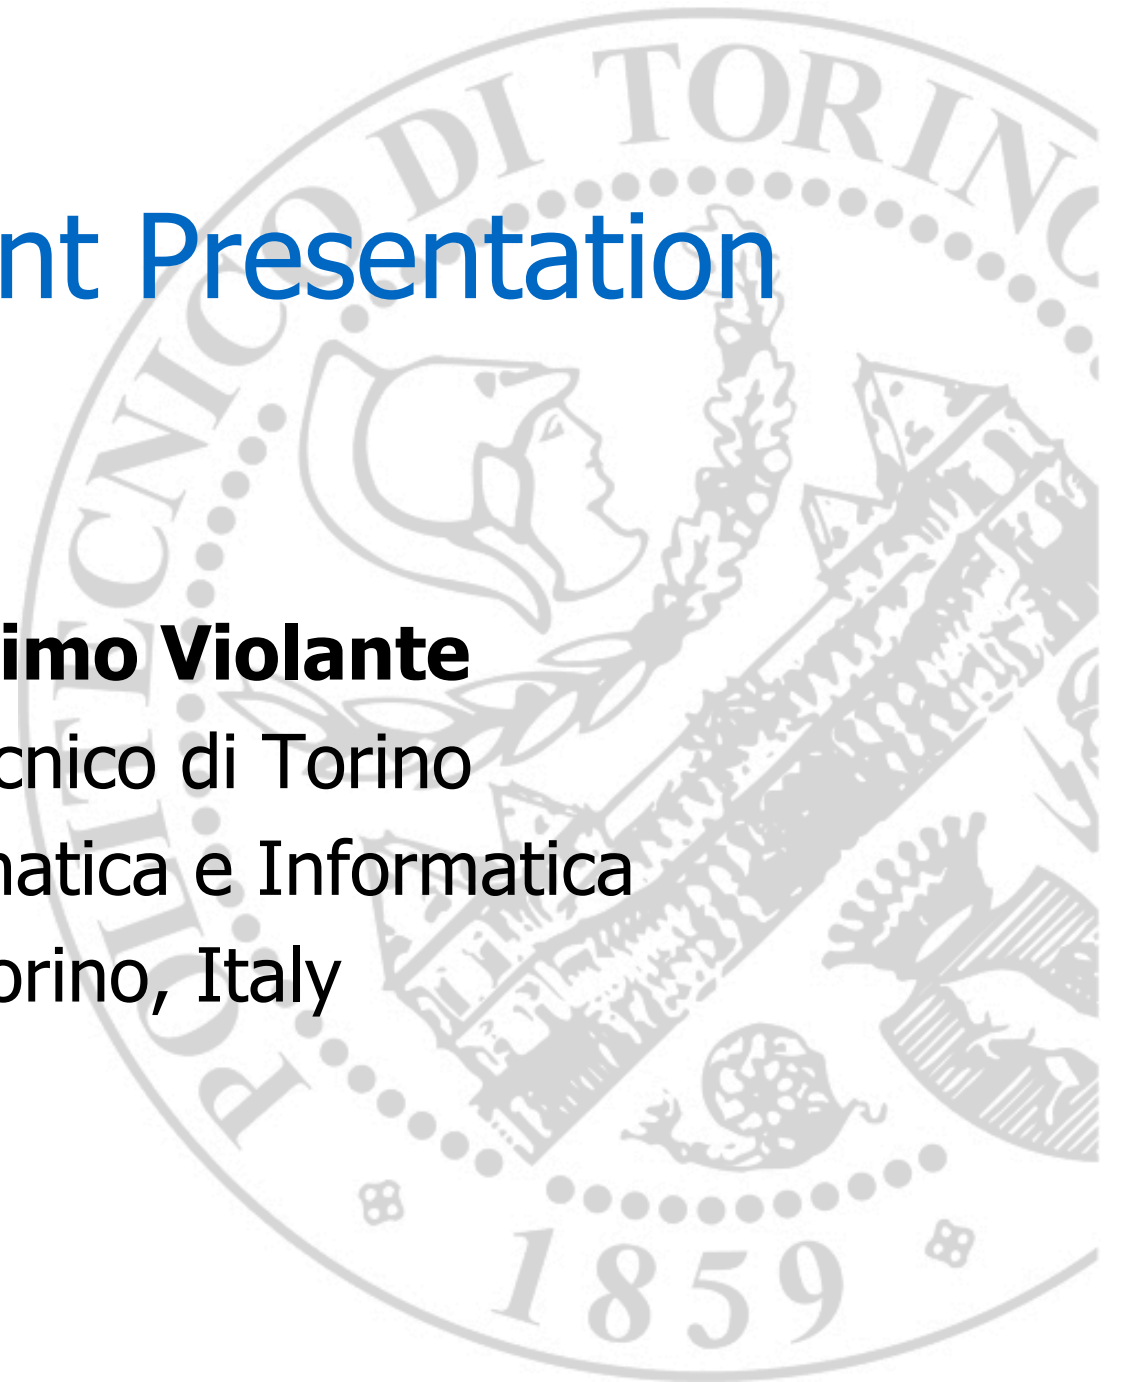 nt Presentation
imo Violante
cnico di Torino
natica e Informatica
orino, Italy
POLITECNICO DI TORINO
1859